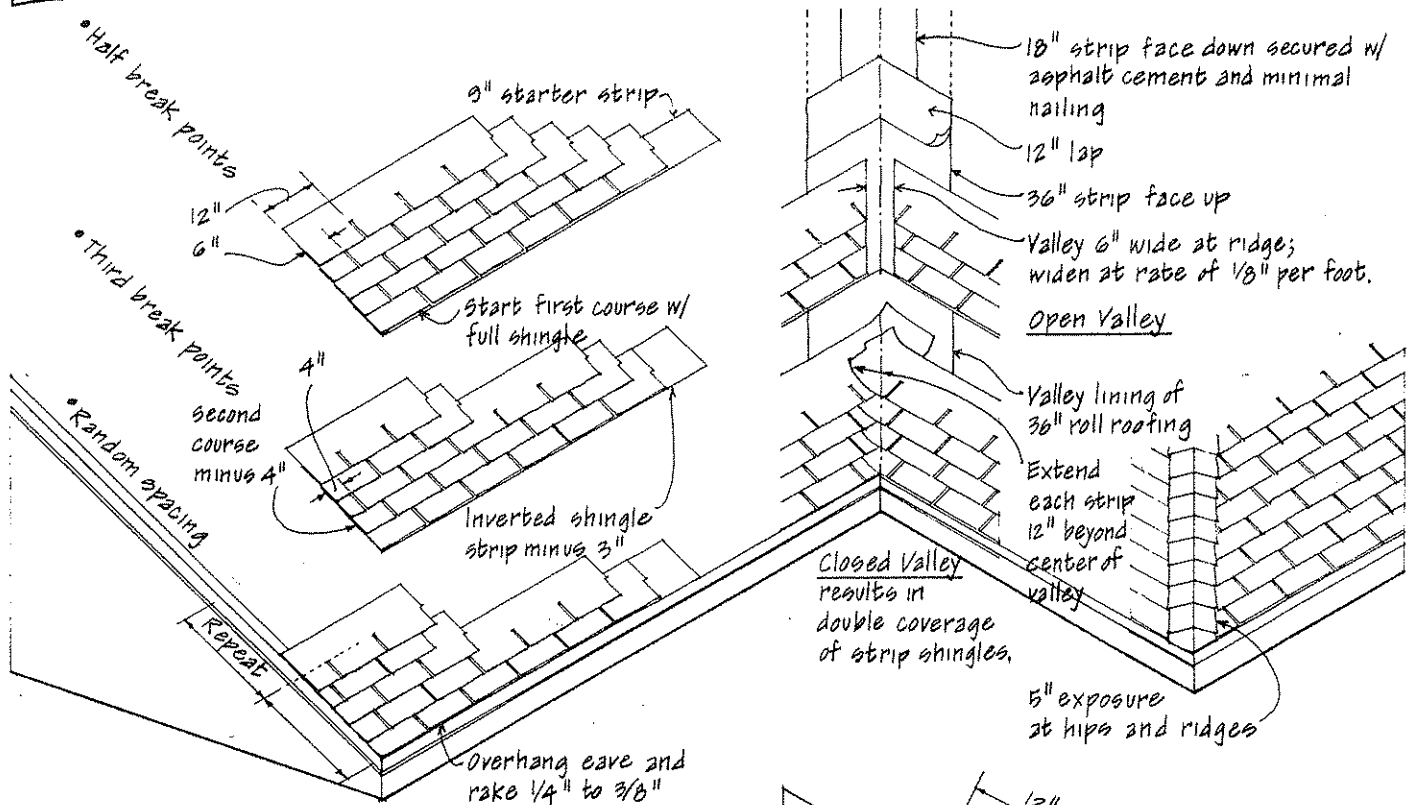 • Half break points
9" starter strip
12"
6"
Start first course w/
full shingle
• Third break points
4"
second
course
minus 4"
Inverted shingle
strip minus 3"
• Random spacing
Repeat
Overhang eave and
rake 1/4" to 3/8"
18" strip face down secured w/
asphalt cement and minimal
nailing
12" lap
36" strip face up
Valley 6" wide at ridge;
widen at rate of 1/8" per foot.
Open Valley
Valley lining of
36" roll roofing
Extend
each strip
12" beyond
center of
valley
Closed Valley
results in
double coverage
of strip shingles.
5" exposure
at hips and ridges
12"